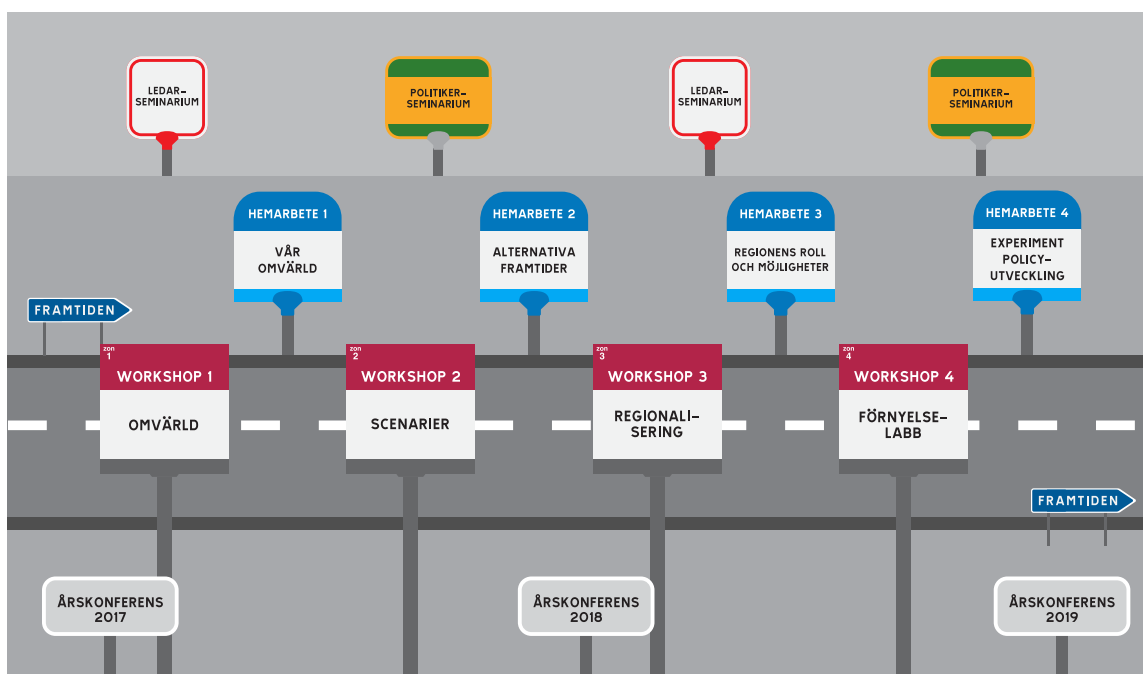 LEDAR-
SEMINARIUM
POLITIKER-
SEMINARIUM
LEDAR-
SEMINARIUM
POLITIKER-
SEMINARIUM
HEMARBETE 1
VÅR
OMVÄRLD
HEMARBETE 2
ALTERNATIVA
FRAMTIDER
HEMARBETE 3
REGIONENS ROLL
OCH MÖJLIGHETER
HEMARBETE 4
EXPERIMENT
POLICY-
UTVECKLING
FRAMTIDEN
zon
1
WORKSHOP 1
OMVÄRLD
zon
2
WORKSHOP 2
SCENARIER
zon
3
WORKSHOP 3
REGIONALI-
SERING
zon
4
WORKSHOP 4
FÖRNYELSE-
LABB
FRAMTIDEN
ÅRSKONFERENS
2017
ÅRSKONFERENS
2018
ÅRSKONFERENS
2019